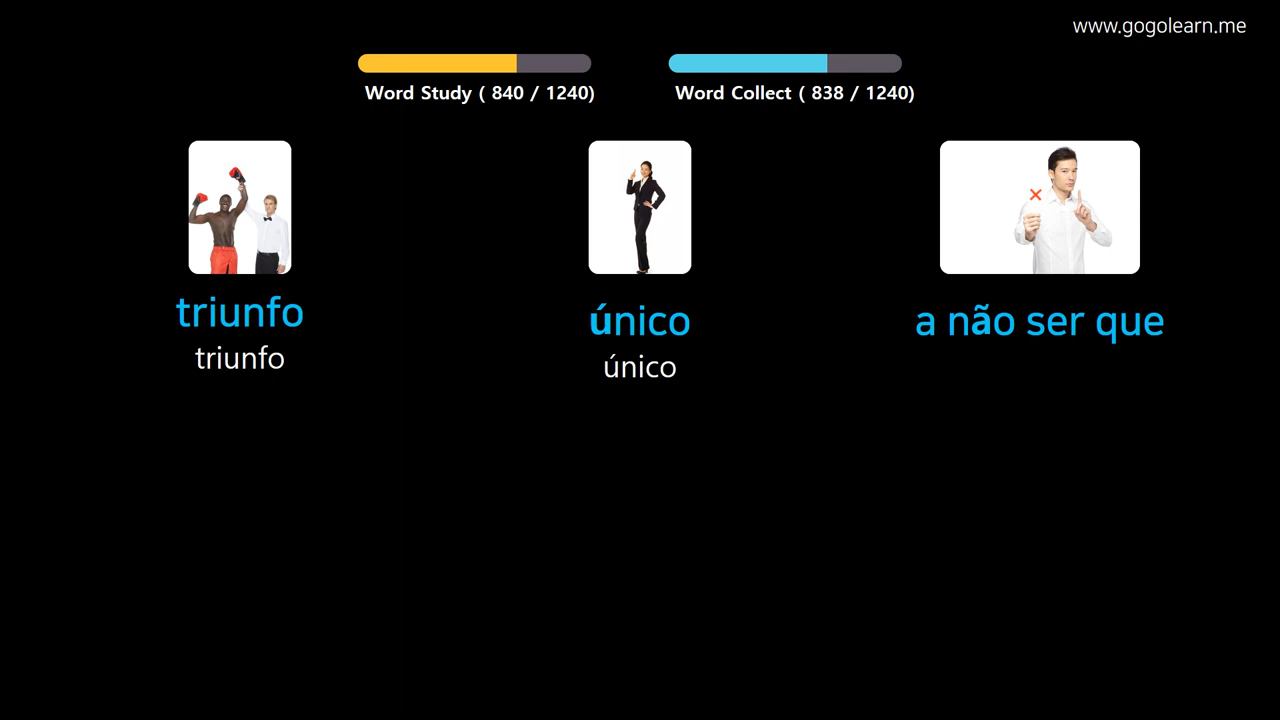 www.gogolearn.me
Word Study ( 840 / 1240)
Word Collect ( 838 / 1240)
triunfo
triunfo
único
único
a não ser que